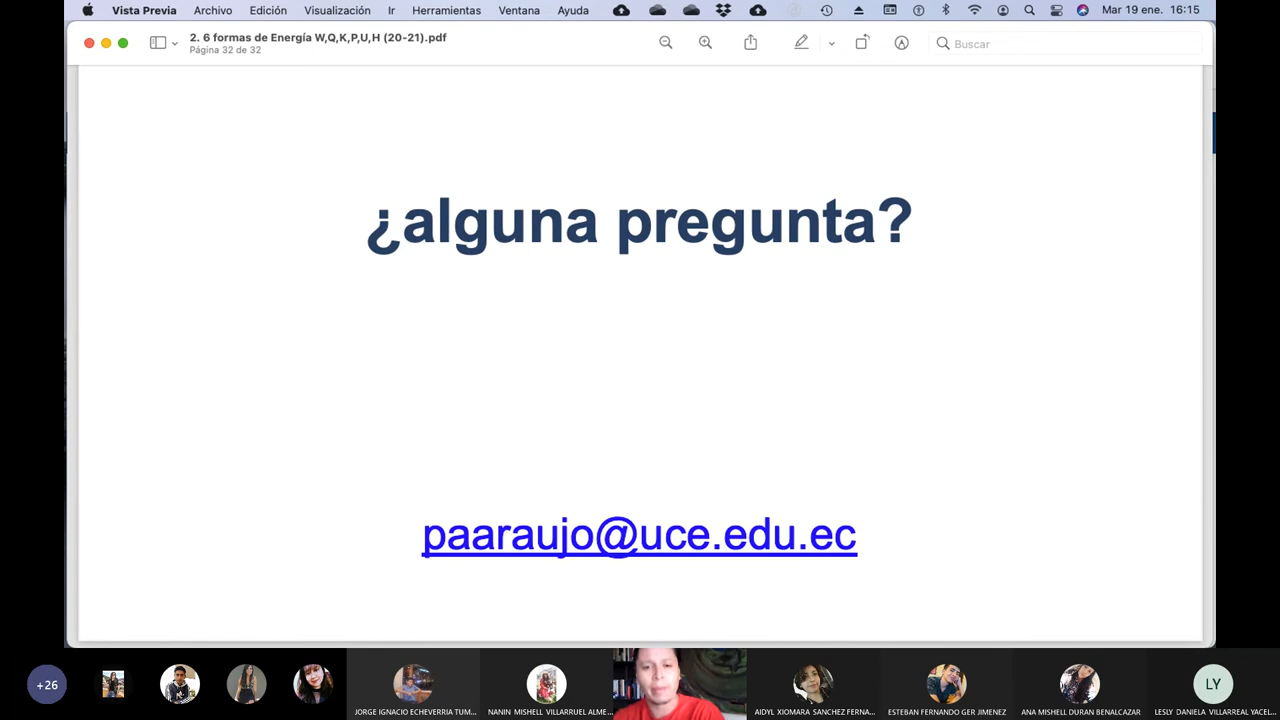 Vista Previa Archivo Edición Visualización Ir Herramientas Ventana Ayuda Mar 19 ene. 16:15
2. 6 formas de Energía W,Q,K,P,U,H (20-21).pdf
Página 32 de 32
Buscar
¿alguna pregunta?
paaraujo@uce.edu.ec
+26
LY
JORGE IGNACIO ECHEVERRIA TUM... NANIN MISHELL VILLARRUEL ALME... AIDYL XIOMARA SANCHEZ FERNA... ESTEBAN FERNANDO GER JIMENEZ ANA MISHELL DURAN BENALCAZAR LESLY DANIELA VILLARREAL YACEL...